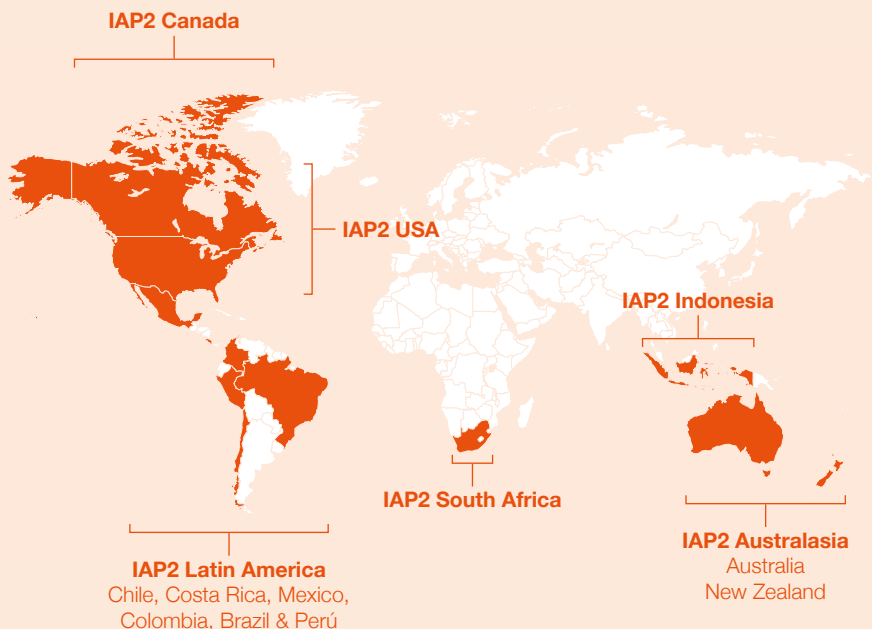 IAP2 Canada
IAP2 USA
IAP2 Indonesia
IAP2 South Africa
IAP2 Latin America
Chile, Costa Rica, Mexico,
Colombia, Brazil & Perú
IAP2 Australasia
Australia
New Zealand